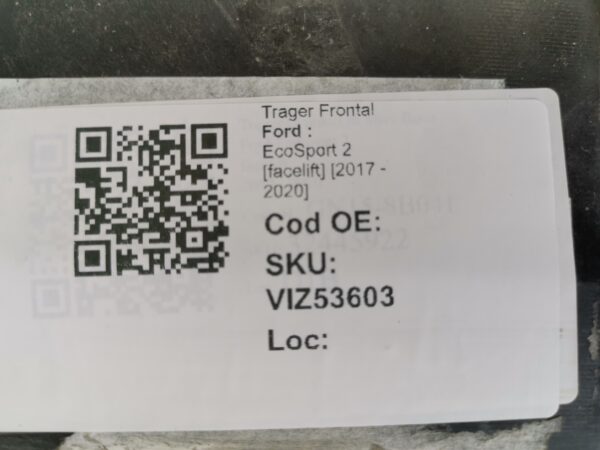 Trager Frontal
Ford :
EcoSport 2
[facelift] [2017 -
2020]
Cod OE:
SKU:
VIZ53603
Loc: